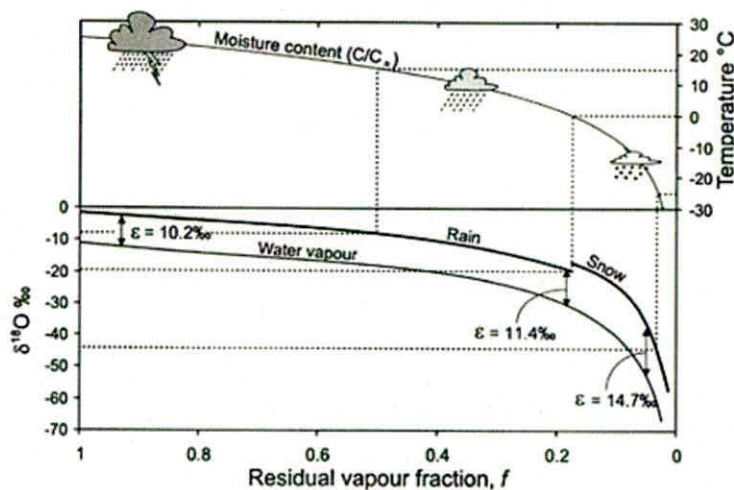 30
20
10
0
-10
-20
-30
Temperature °C
Moisture content (C/C₀)
0
-10
-20
-30
-40
-50
-60
-70
δ¹⁸O ‰
ε = 10.2‰
Water vapour
Rain
Snow
ε = 11.4‰
ε = 14.7‰
1
0.8
0.6
0.4
0.2
0
Residual vapour fraction, f